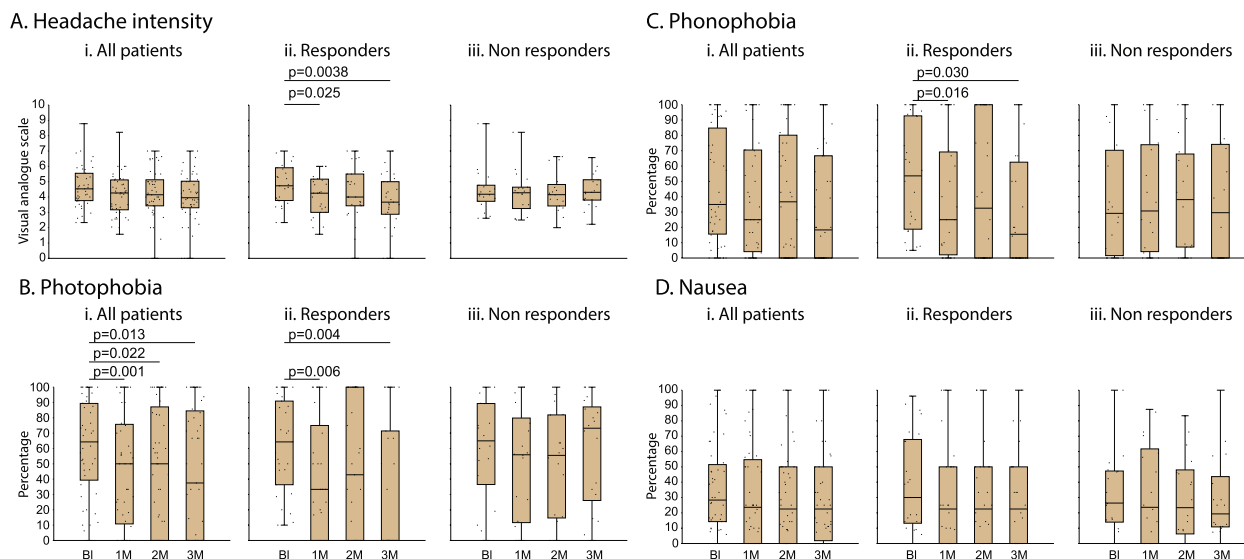 A. Headache intensity
i. All patients
ii. Responders
iii. Non responders
p=0.0038
p=0.025
Visual analogue scale
10
9
8
7
6
5
4
3
2
1
0
B. Photophobia
i. All patients
ii. Responders
iii. Non responders
p=0.013
p=0.022
p=0.001
p=0.004
p=0.006
Percentage
100
90
80
70
60
50
40
30
20
10
0
BI 1M 2M 3M
BI 1M 2M 3M
BI 1M 2M 3M
C. Phonophobia
i. All patients
ii. Responders
iii. Non responders
p=0.030
p=0.016
Percentage
100
90
80
70
60
50
40
30
20
10
0
D. Nausea
i. All patients
ii. Responders
iii. Non responders
Percentage
100
90
80
70
60
50
40
30
20
10
0
BI 1M 2M 3M
BI 1M 2M 3M
BI 1M 2M 3M